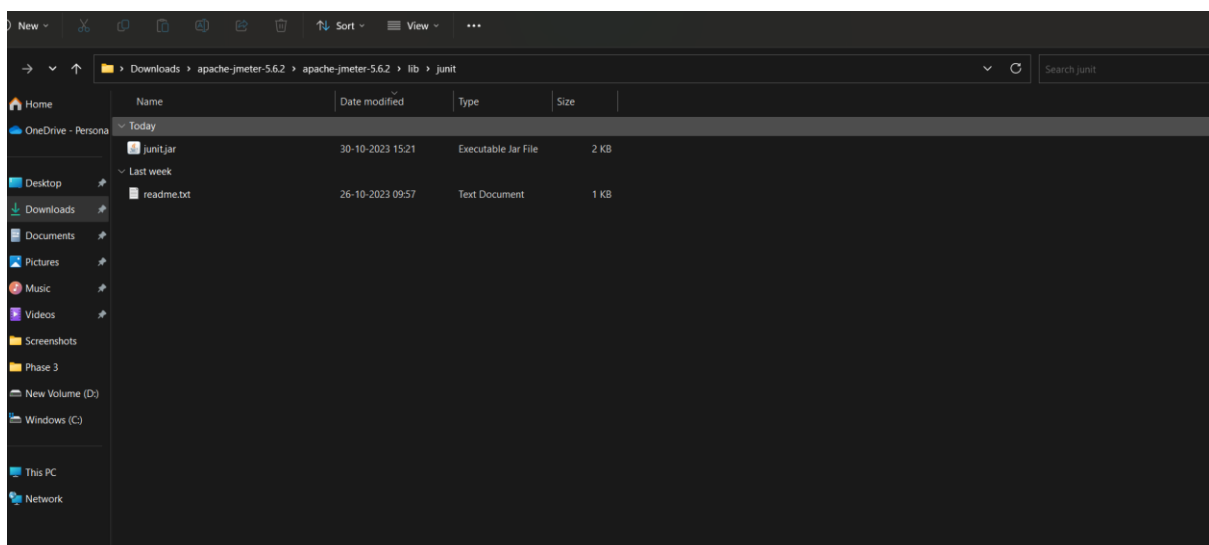 New Sort View ...
Downloads > apache-jmeter-5.6.2 > apache-jmeter-5.6.2 > lib > junit Search junit
Home
OneDrive - Persona
Desktop
Downloads
Documents
Pictures
Music
Videos
Screenshots
Phase 3
New Volume (D:)
Windows (C:)
This PC
Network
Name Date modified Type Size
Today
junit.jar 30-10-2023 15:21 Executable Jar File 2 KB
Last week
readme.txt 26-10-2023 09:57 Text Document 1 KB